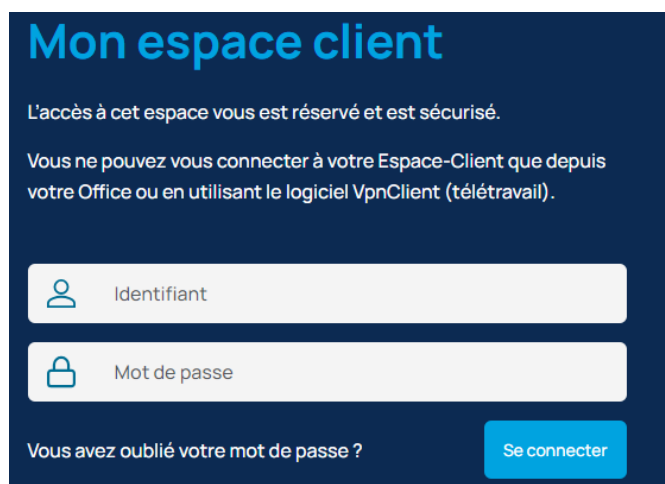 Mon espace client
L'accès à cet espace vous est réservé et est sécurisé.
Vous ne pouvez vous connecter à votre Espace-Client que depuis
votre Office ou en utilisant le logiciel VpnClient (télétravail).
Identifiant
Mot de passe
Vous avez oublié votre mot de passe ?
Se connecter